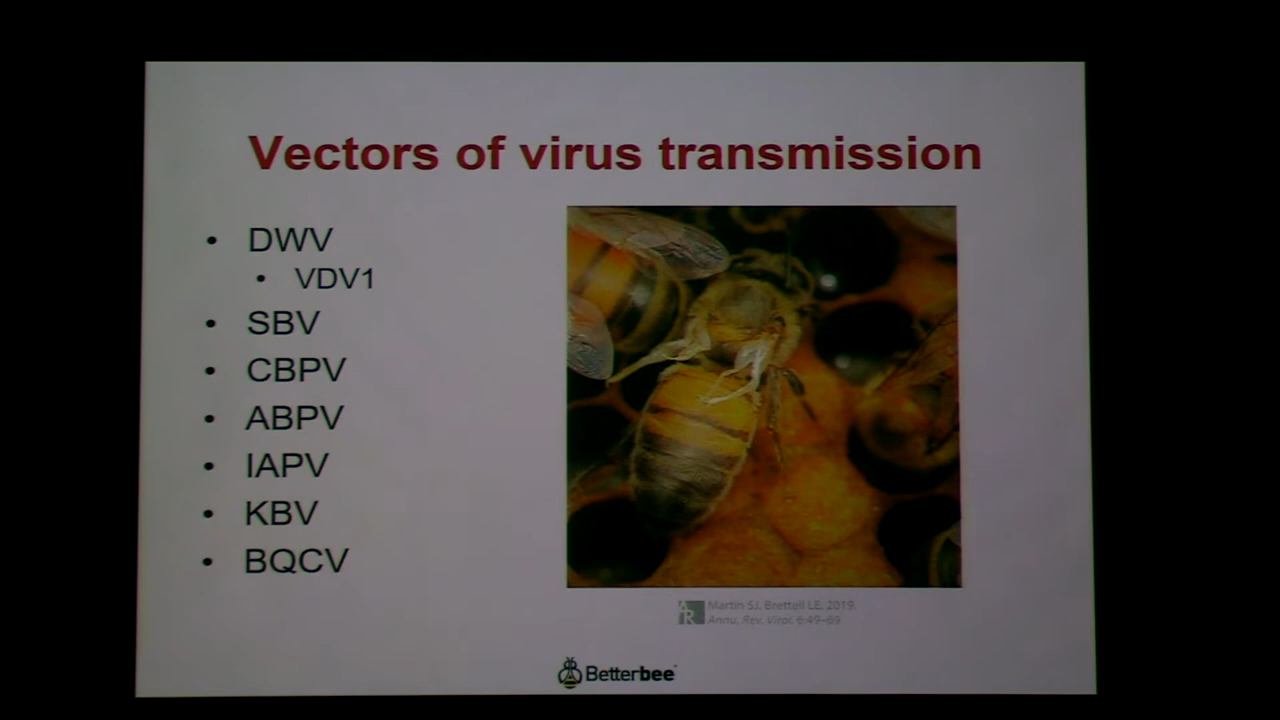 Vectors of virus transmission
• DWV
• VDV1
• SBV
• CBPV
• ABPV
• IAPV
• KBV
• BQCV
AR
Martin SJ, Brettell LE. 2019.
Annu. Rev. Virol. 6:49–69
Betterbee